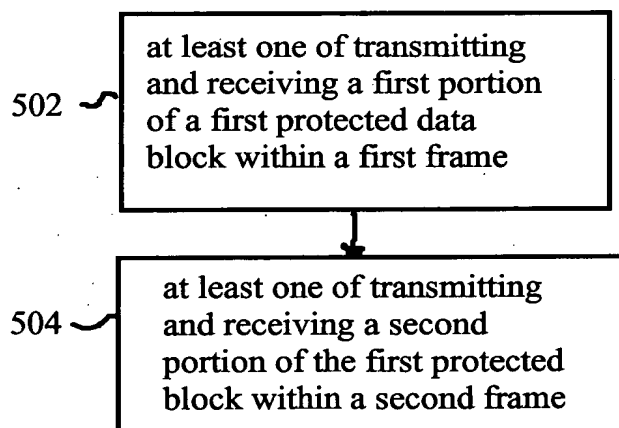 at least one of transmitting
and receiving a first portion
502
of a first protected data
block within a first frame
at least one of transmitting
504
and receiving a second
portion of the first protected
block within a second frame